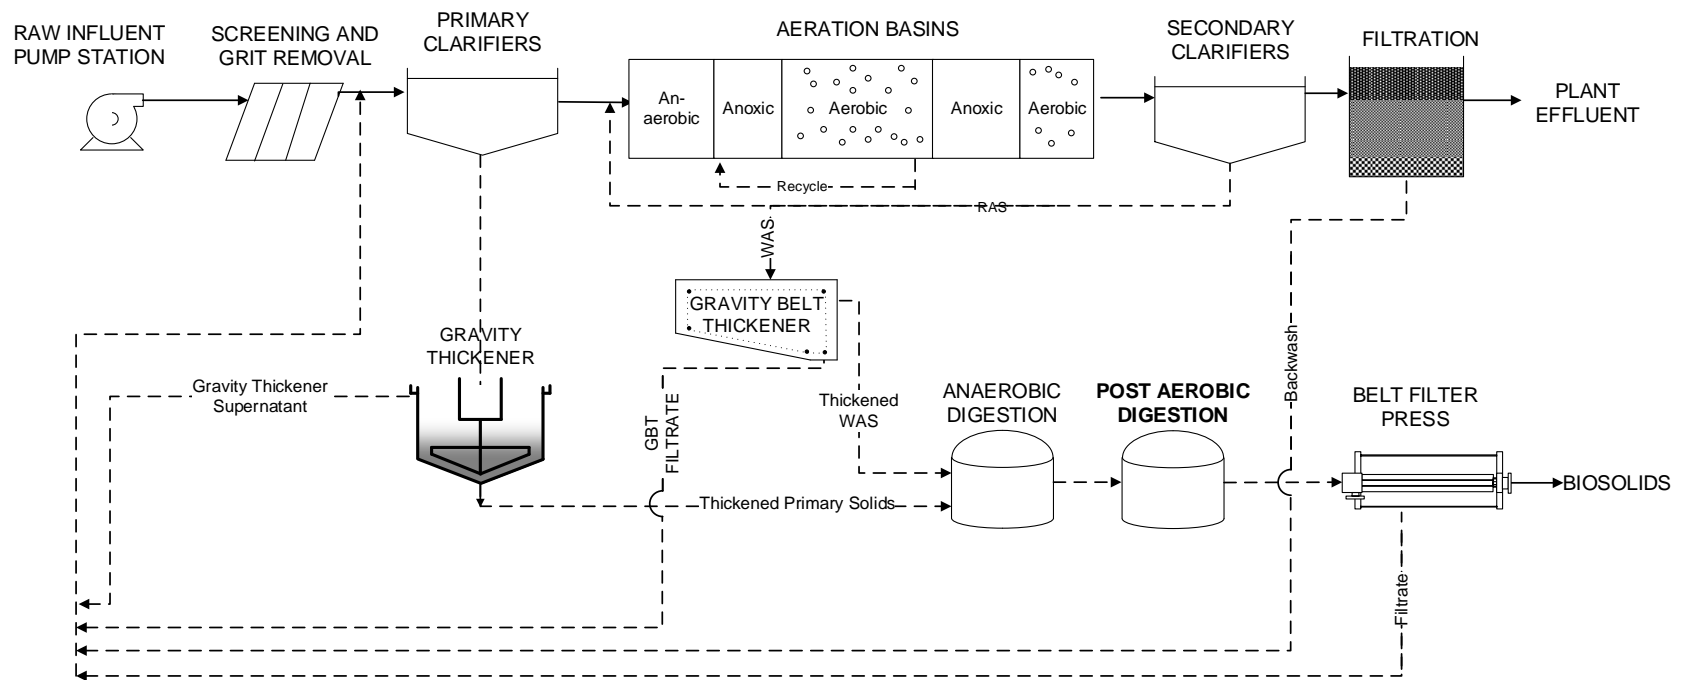 RAW INFLUENT
PUMP STATION
SCREENING AND
GRIT REMOVAL
PRIMARY
CLARIFIERS
AERATION BASINS
SECONDARY
CLARIFIERS
FILTRATION
PLANT
EFFLUENT
An-
aerobic
Anoxic
Aerobic
Anoxic
Aerobic
Recycle
RAS
WAS
GRAVITY BELT
THICKENER
GRAVITY
THICKENER
Gravity Thickener
Supernatant
GBT
FILTRATE
Thickened
WAS
Thickened Primary Solids
ANAEROBIC
DIGESTION
POST AEROBIC
DIGESTION
Backwash
BELT FILTER
PRESS
BIOSOLIDS
Filtrate